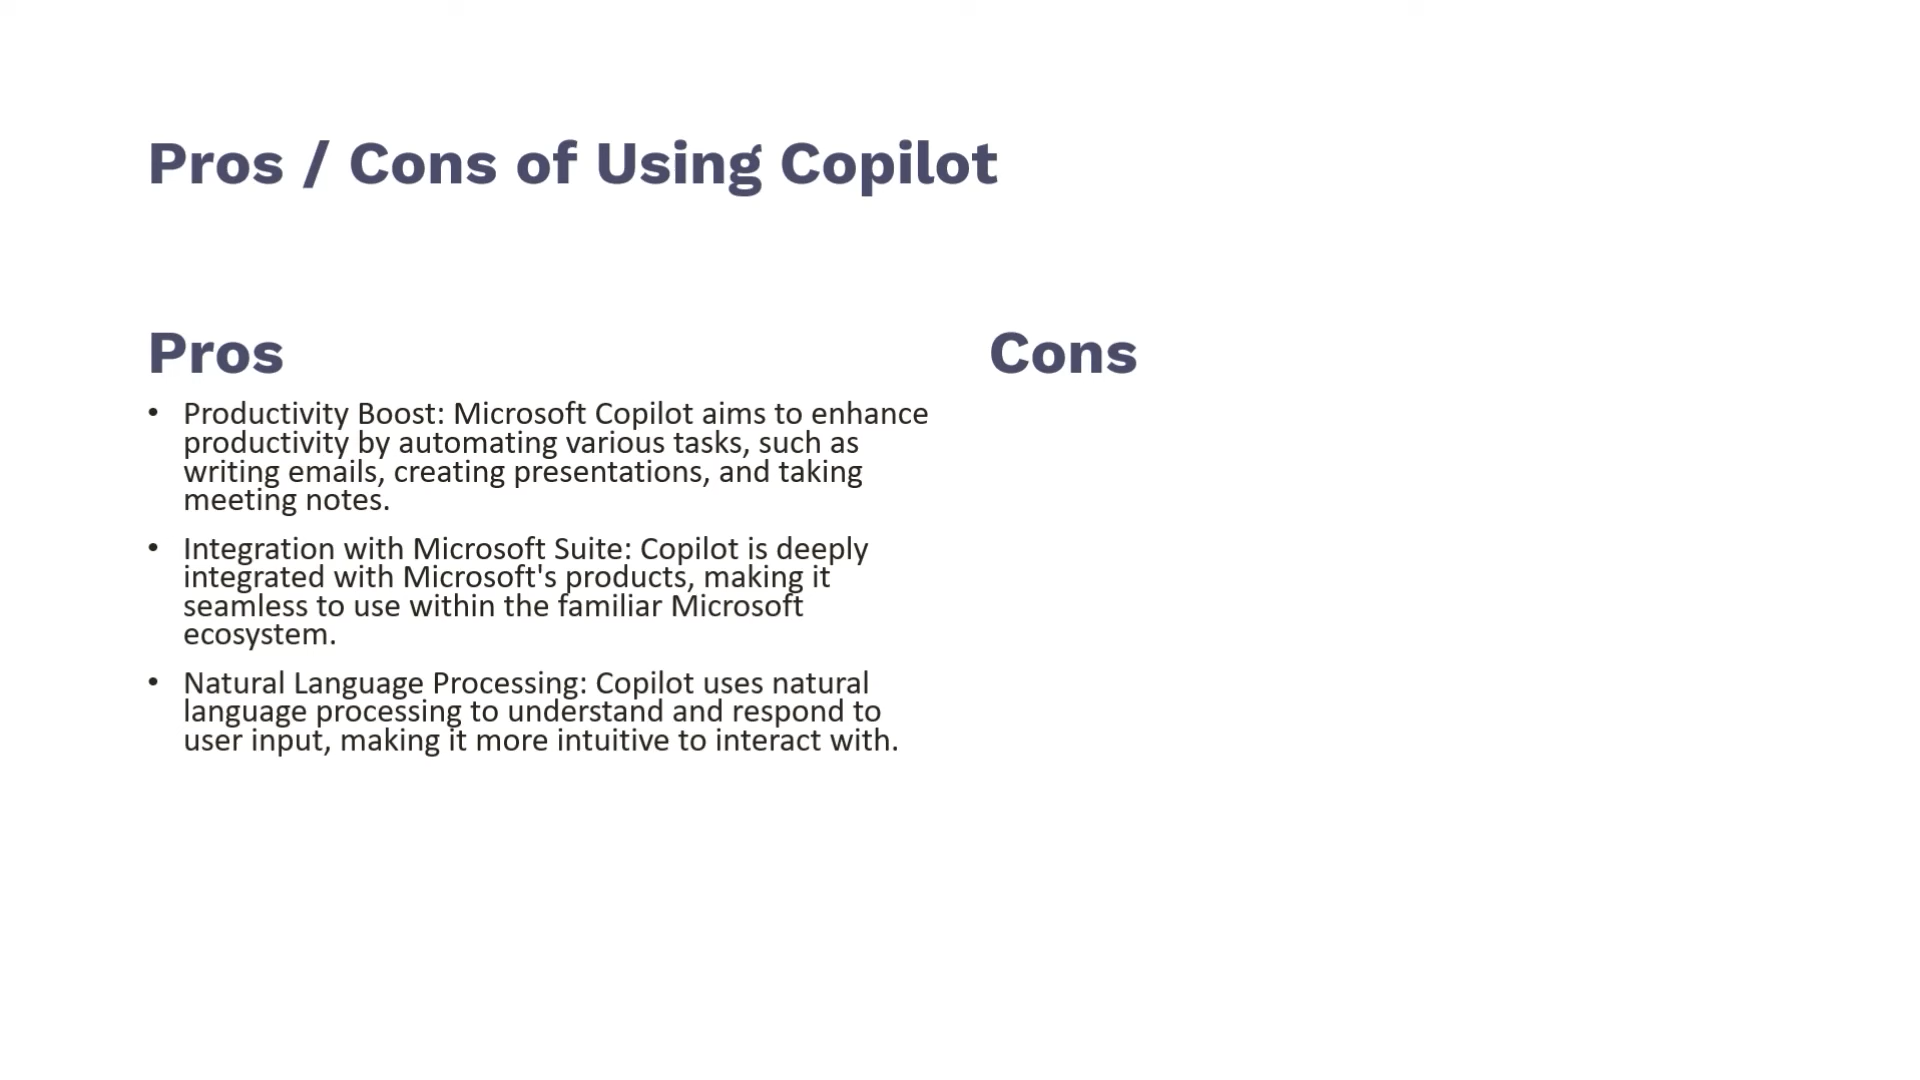 Pros / Cons of Using Copilot
Pros
• Productivity Boost: Microsoft Copilot aims to enhance
productivity by automating various tasks, such as
writing emails, creating presentations, and taking
meeting notes.
• Integration with Microsoft Suite: Copilot is deeply
integrated with Microsoft's products, making it
seamless to use within the familiar Microsoft
ecosystem.
• Natural Language Processing: Copilot uses natural
language processing to understand and respond to
user input, making it more intuitive to interact with.
Cons